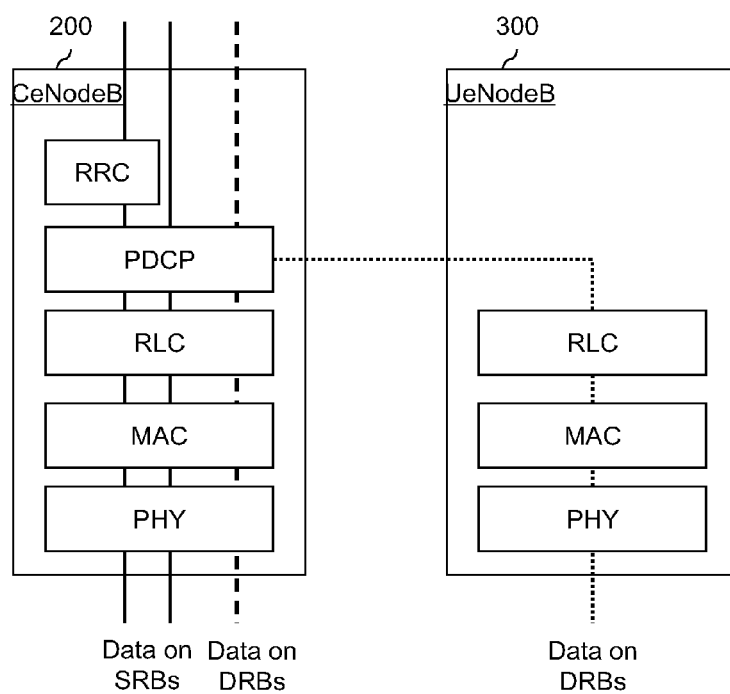 200
300
CeNodeB
UeNodeB
RRC
PDCP
RLC
RLC
MAC
MAC
PHY
PHY
Data on
SRBs
Data on
DRBs
Data on
DRBs